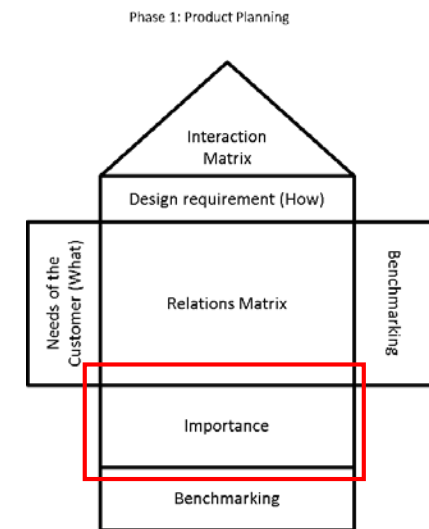 Phase 1: Product Planning
Interaction
Matrix
Design requirement (How)
Needs of the
Customer (What)
Relations Matrix
Benchmarking
Importance
Benchmarking